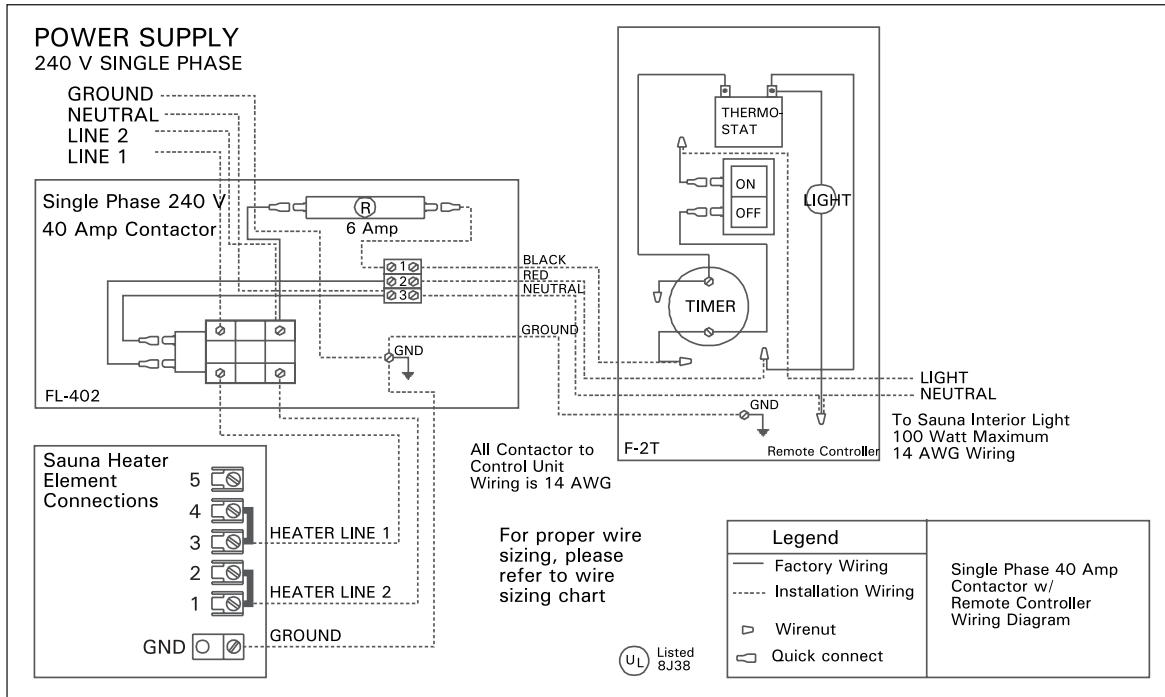 POWER SUPPLY
240 V SINGLE PHASE
GROUND
NEUTRAL
LINE 2
LINE 1
Single Phase 240 V
40 Amp Contactor
R
6 Amp
1
2
3
BLACK
RED
NEUTRAL
GROUND
GND
FL-402
THERMO-
STAT
ON
OFF
LIGHT
TIMER
GND
F-2T
Remote Controller
LIGHT
NEUTRAL
To Sauna Interior Light
100 Watt Maximum
14 AWG Wiring
All Contactor to
Control Unit
Wiring is 14 AWG
Sauna Heater
Element
Connections
5
4
3
2
1
GND
HEATER LINE 1
HEATER LINE 2
GROUND
For proper wire
sizing, please
refer to wire
sizing chart
UL
Listed
8J38
Legend
Factory Wiring
Installation Wiring
Wirenut
Quick connect
Single Phase 40 Amp
Contactor w/
Remote Controller
Wiring Diagram